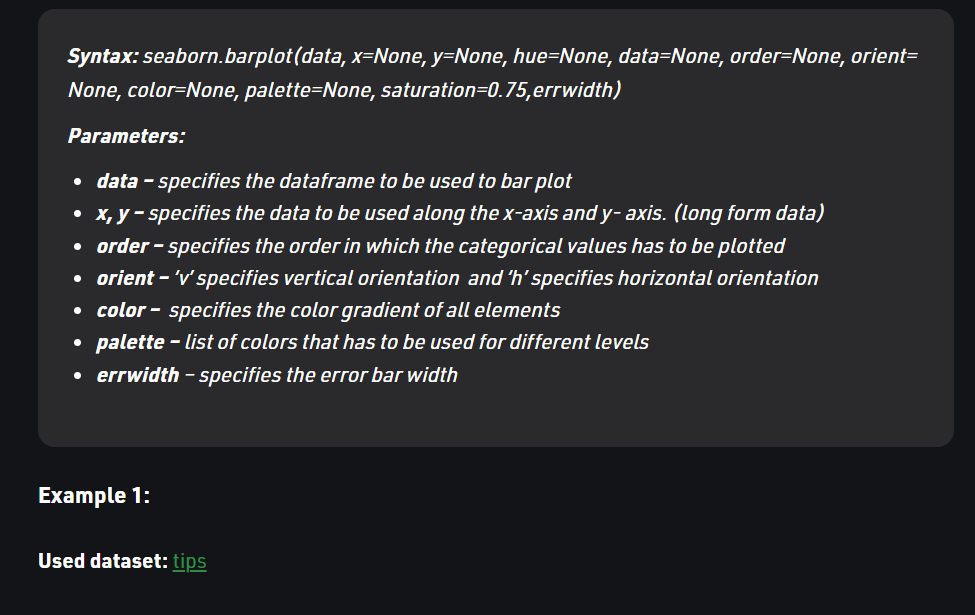 Syntax: seaborn.barplot(data, x=None, y=None, hue=None, data=None, order=None, orient=
None, color=None, palette=None, saturation=0.75,errwidth)
Parameters:
• data – specifies the dataframe to be used to bar plot
• x, y – specifies the data to be used along the x-axis and y- axis. (long form data)
• order – specifies the order in which the categorical values has to be plotted
• orient – ‘v’ specifies vertical orientation  and ‘h’ specifies horizontal orientation
• color –  specifies the color gradient of all elements
• palette – list of colors that has to be used for different levels
• errwidth – specifies the error bar width
Example 1:
Used dataset: tips